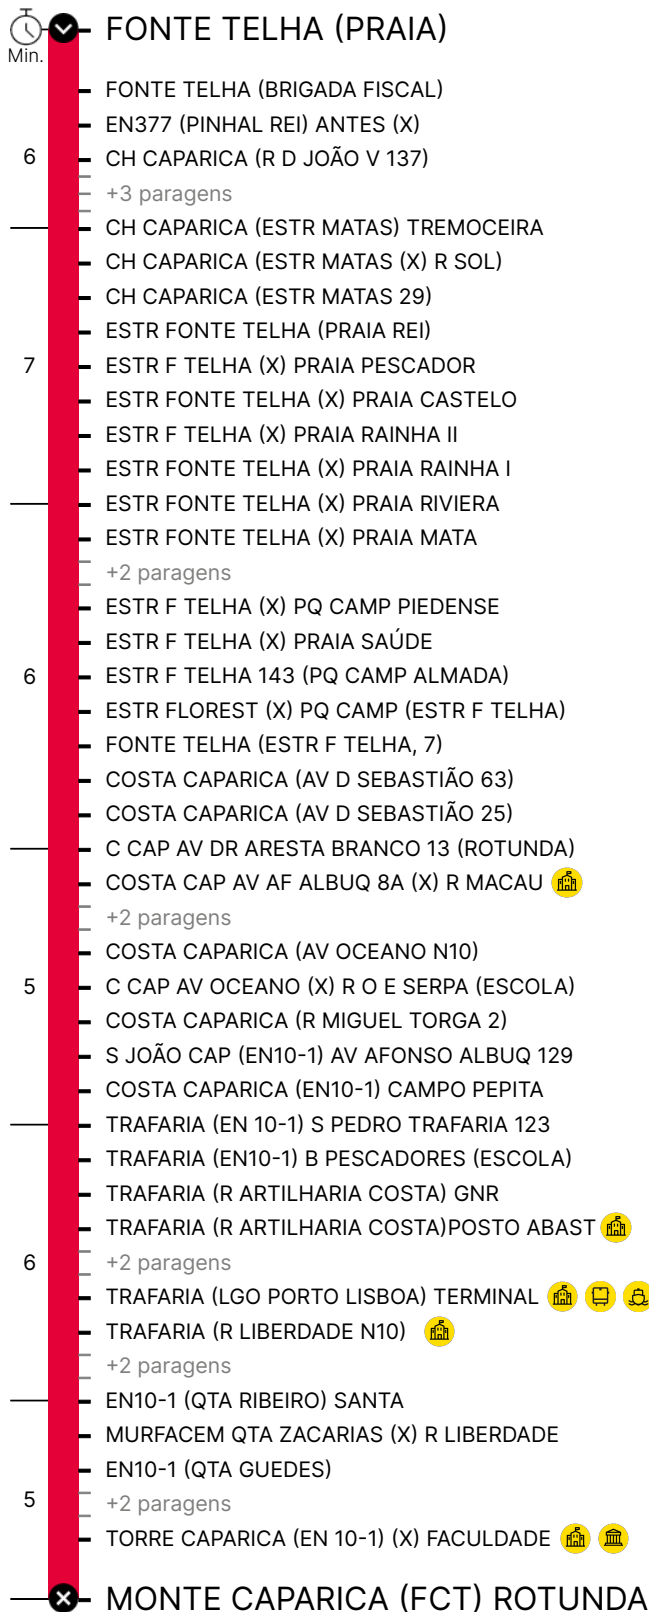 FONTE TELHA (PRAIA)
Min.
FONTE TELHA (BRIGADA FISCAL)
EN377 (PINHAL REI) ANTES (X)
6
CH CAPARICA (R D JOÃO V 137)
+3 paragens
CH CAPARICA (ESTR MATAS) TREMOCEIRA
CH CAPARICA (ESTR MATAS (X) R SOL)
CH CAPARICA (ESTR MATAS 29)
ESTR FONTE TELHA (PRAIA REI)
7
ESTR F TELHA (X) PRAIA PESCADOR
ESTR FONTE TELHA (X) PRAIA CASTELO
ESTR F TELHA (X) PRAIA RAINHA II
ESTR FONTE TELHA (X) PRAIA RAINHA I
ESTR FONTE TELHA (X) PRAIA RIVIERA
ESTR FONTE TELHA (X) PRAIA MATA
+2 paragens
ESTR F TELHA (X) PQ CAMP PIEDENSE
ESTR F TELHA (X) PRAIA SAÚDE
6
ESTR F TELHA 143 (PQ CAMP ALMADA)
ESTR FLOREST (X) PQ CAMP (ESTR F TELHA)
FONTE TELHA (ESTR F TELHA, 7)
COSTA CAPARICA (AV D SEBASTIÃO 63)
COSTA CAPARICA (AV D SEBASTIÃO 25)
C CAP AV DR ARESTA BRANCO 13 (ROTUNDA)
COSTA CAP AV AF ALBUQ 8A (X) R MACAU
+2 paragens
COSTA CAPARICA (AV OCEANO N10)
5
C CAP AV OCEANO (X) R O E SERPA (ESCOLA)
COSTA CAPARICA (R MIGUEL TORGA 2)
S JOÃO CAP (EN10-1) AV AFONSO ALBUQ 129
COSTA CAPARICA (EN10-1) CAMPO PEPITA
TRAFARIA (EN 10-1) S PEDRO TRAFARIA 123
TRAFARIA (EN10-1) B PESCADORES (ESCOLA)
TRAFARIA (R ARTILHARIA COSTA) GNR
TRAFARIA (R ARTILHARIA COSTA)POSTO ABAST
6
+2 paragens
TRAFARIA (LGO PORTO LISBOA) TERMINAL
TRAFARIA (R LIBERDADE N10)
+2 paragens
EN10-1 (QTA RIBEIRO) SANTA
MURFACEM QTA ZACARIAS (X) R LIBERDADE
EN10-1 (QTA GUEDES)
5
+2 paragens
TORRE CAPARICA (EN 10-1) (X) FACULDADE
MONTE CAPARICA (FCT) ROTUNDA